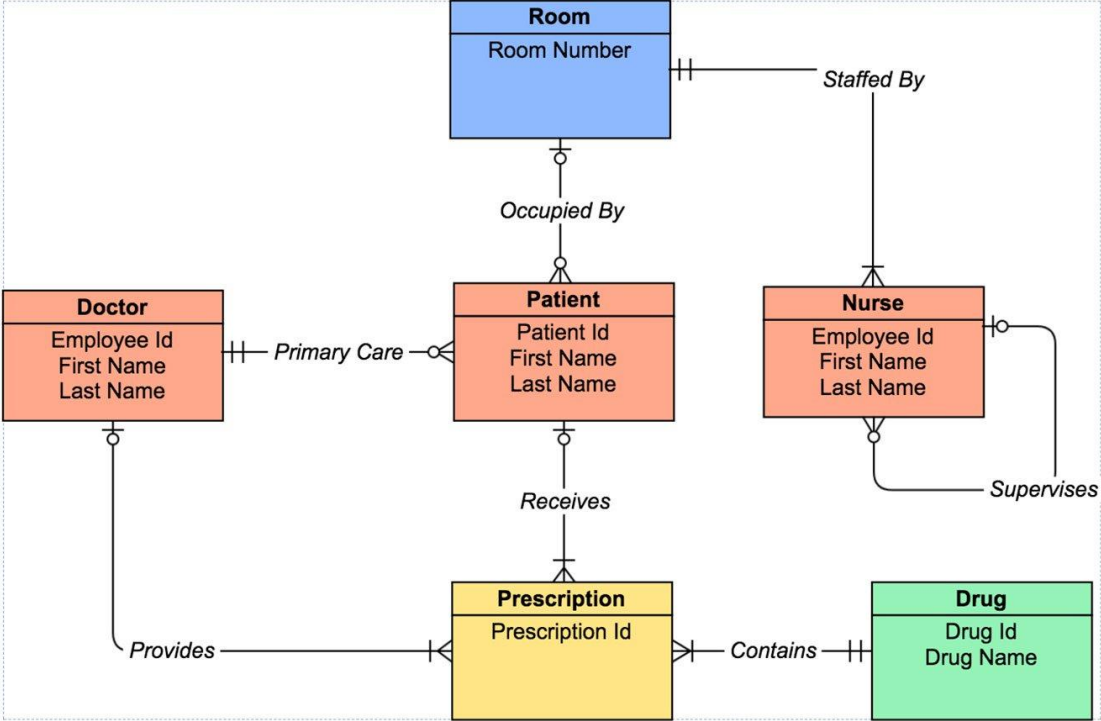 Room
Room Number
Staffed By
Occupied By
Doctor
Employee Id
First Name
Last Name
Primary Care
Patient
Patient Id
First Name
Last Name
Nurse
Employee Id
First Name
Last Name
Supervises
Receives
Provides
Prescription
Prescription Id
Contains
Drug
Drug Id
Drug Name